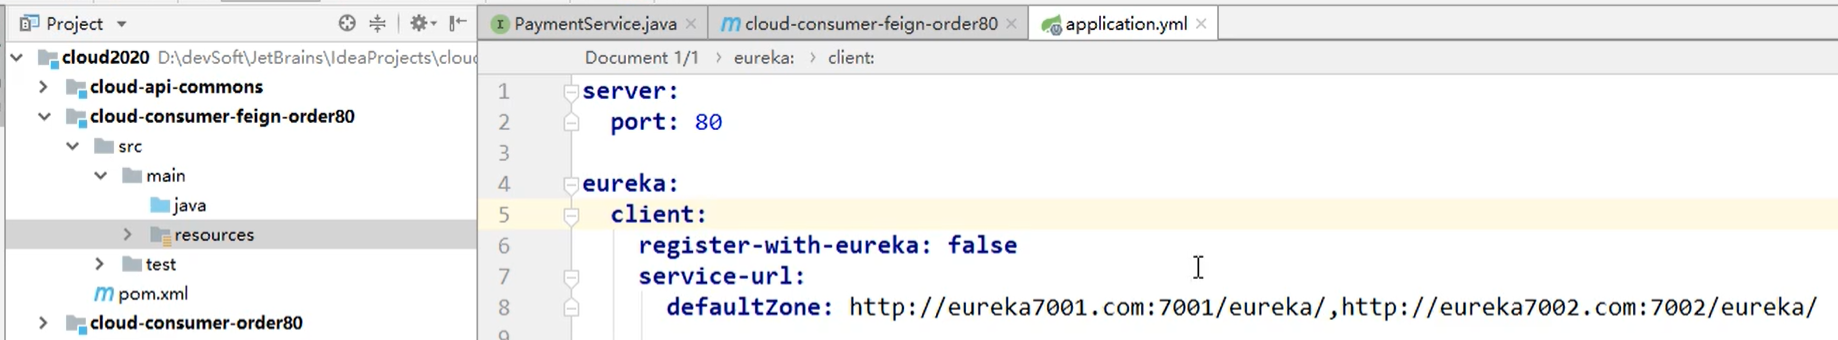 Project
cloud2020 D:\devSoft\JetBrains\IdeaProjects\clouc
cloud-api-commons
cloud-consumer-feign-order80
src
main
java
resources
test
pom.xml
cloud-consumer-order80
PaymentService.java
cloud-consumer-feign-order80
application.yml
Document 1/1 › eureka: › client:
1 server:
2 port: 80
3
4 eureka:
5 client:
6 register-with-eureka: false
7 service-url:
8 defaultZone: http://eureka7001.com:7001/eureka/,http://eureka7002.com:7002/eureka/
9